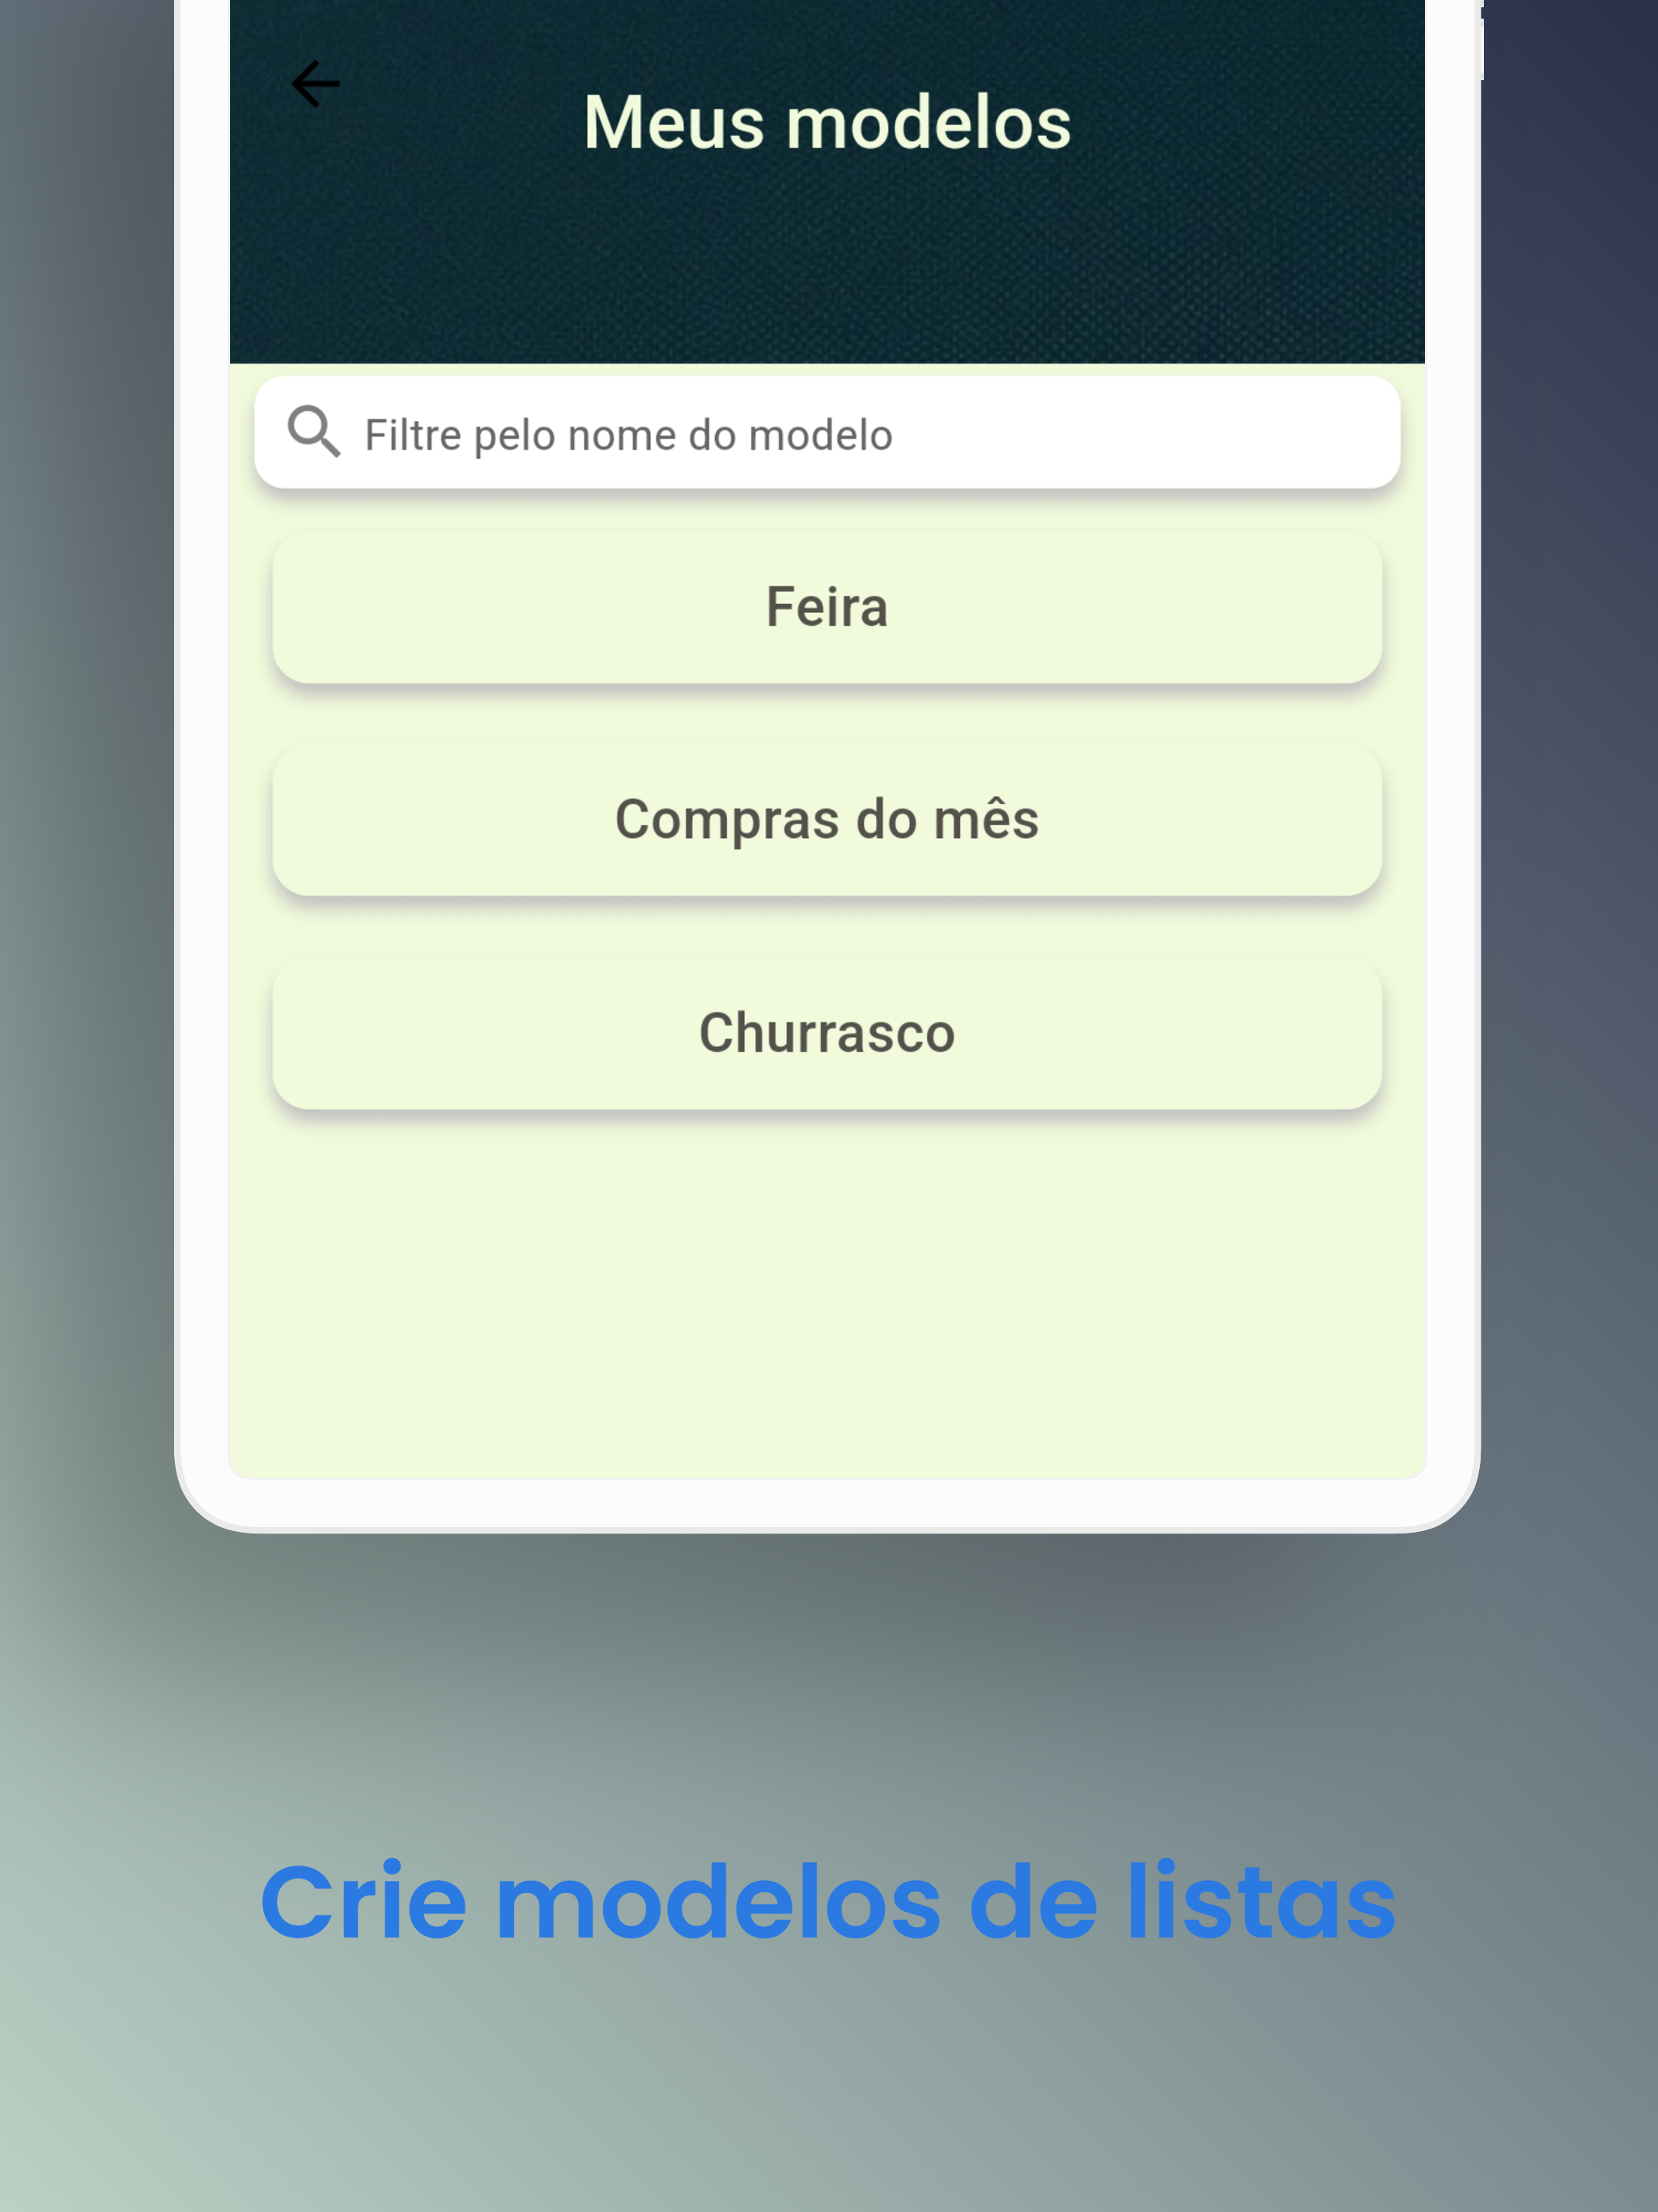 Meus modelos
Filtre pelo nome do modelo
Feira
Compras do mês
Churrasco
Crie modelos de listas